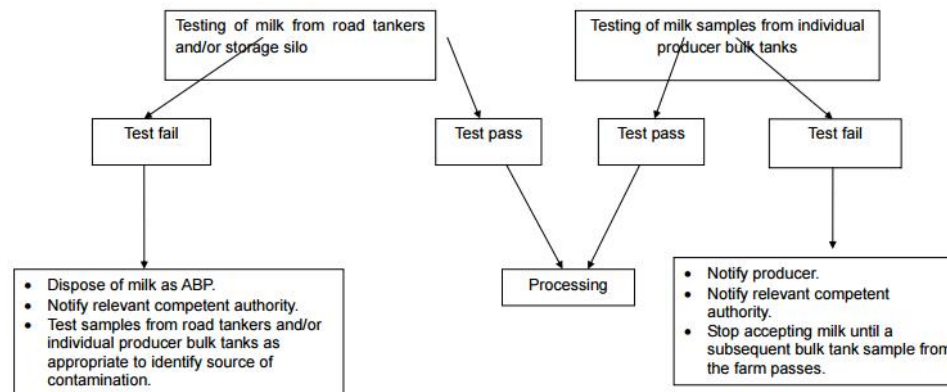 Testing of milk from road tankers
and/or storage silo
Testing of milk samples from individual
producer bulk tanks
Test fail
Test pass
Test pass
Test fail
• Dispose of milk as ABP.
• Notify relevant competent authority.
• Test samples from road tankers and/or
individual producer bulk tanks as
appropriate to identify source of
contamination.
Processing
• Notify producer.
• Notify relevant competent
authority.
• Stop accepting milk until a
subsequent bulk tank sample from
the farm passes.